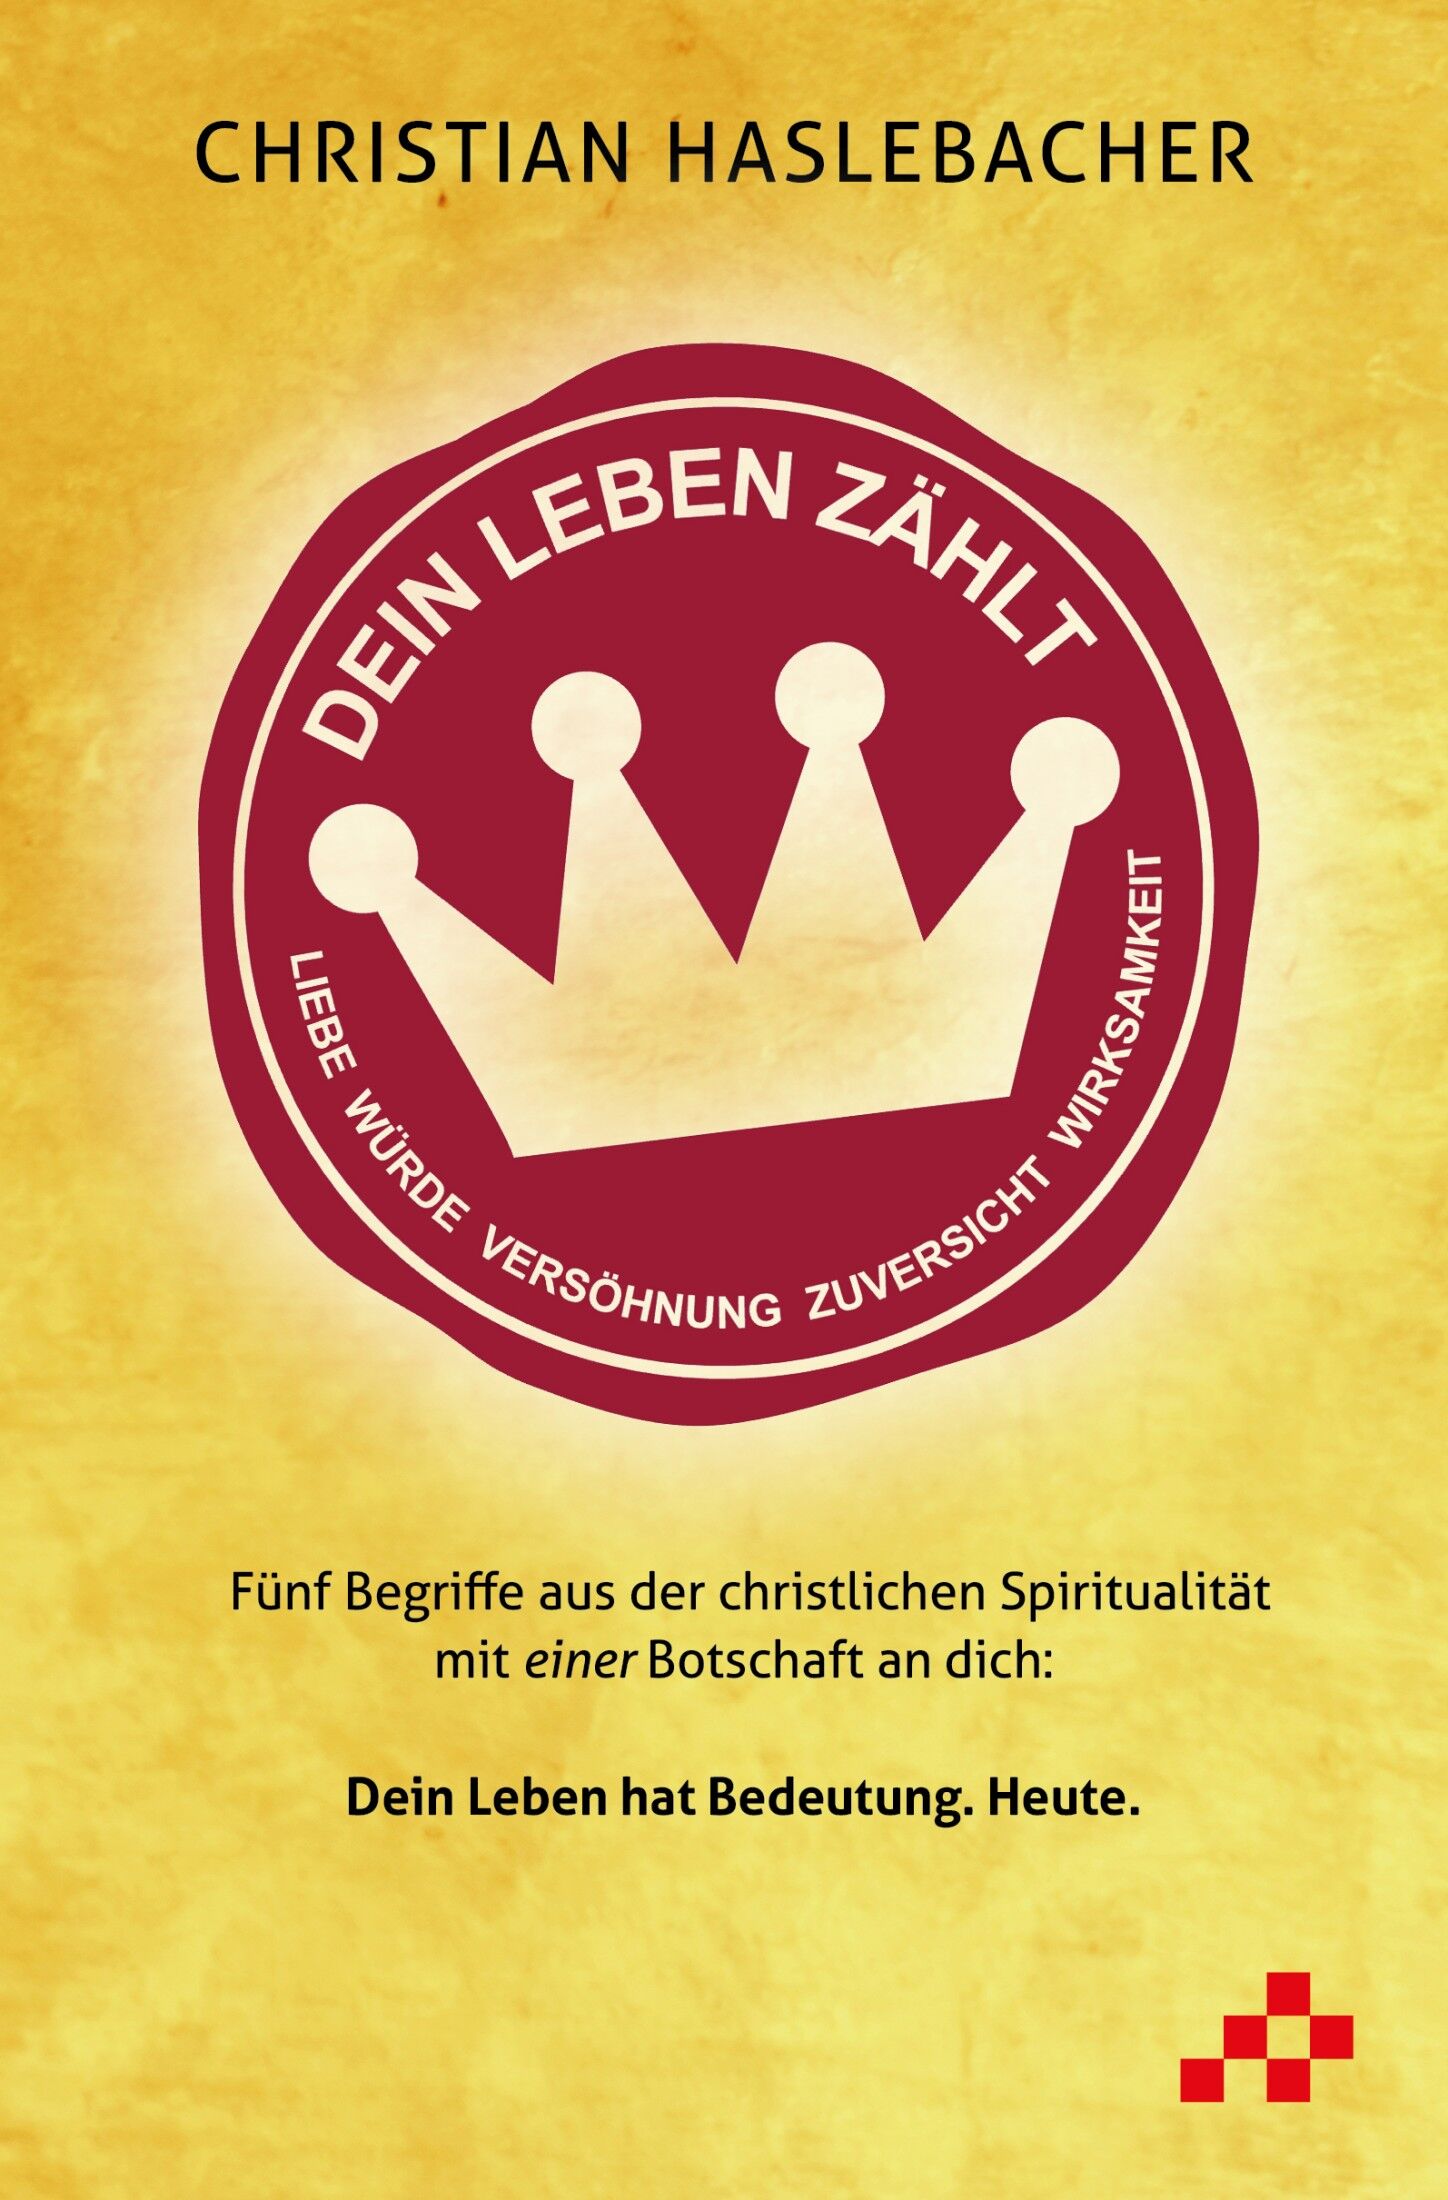 CHRISTIAN HASLEBACHER
DEIN LEBEN ZÄHLT
LIEBE WÜRDE VERSÖHNUNG ZUVERSICHT WIRKSAMKEIT
Fünf Begriffe aus der christlichen Spiritualität
mit einer Botschaft an dich:
Dein Leben hat Bedeutung. Heute.